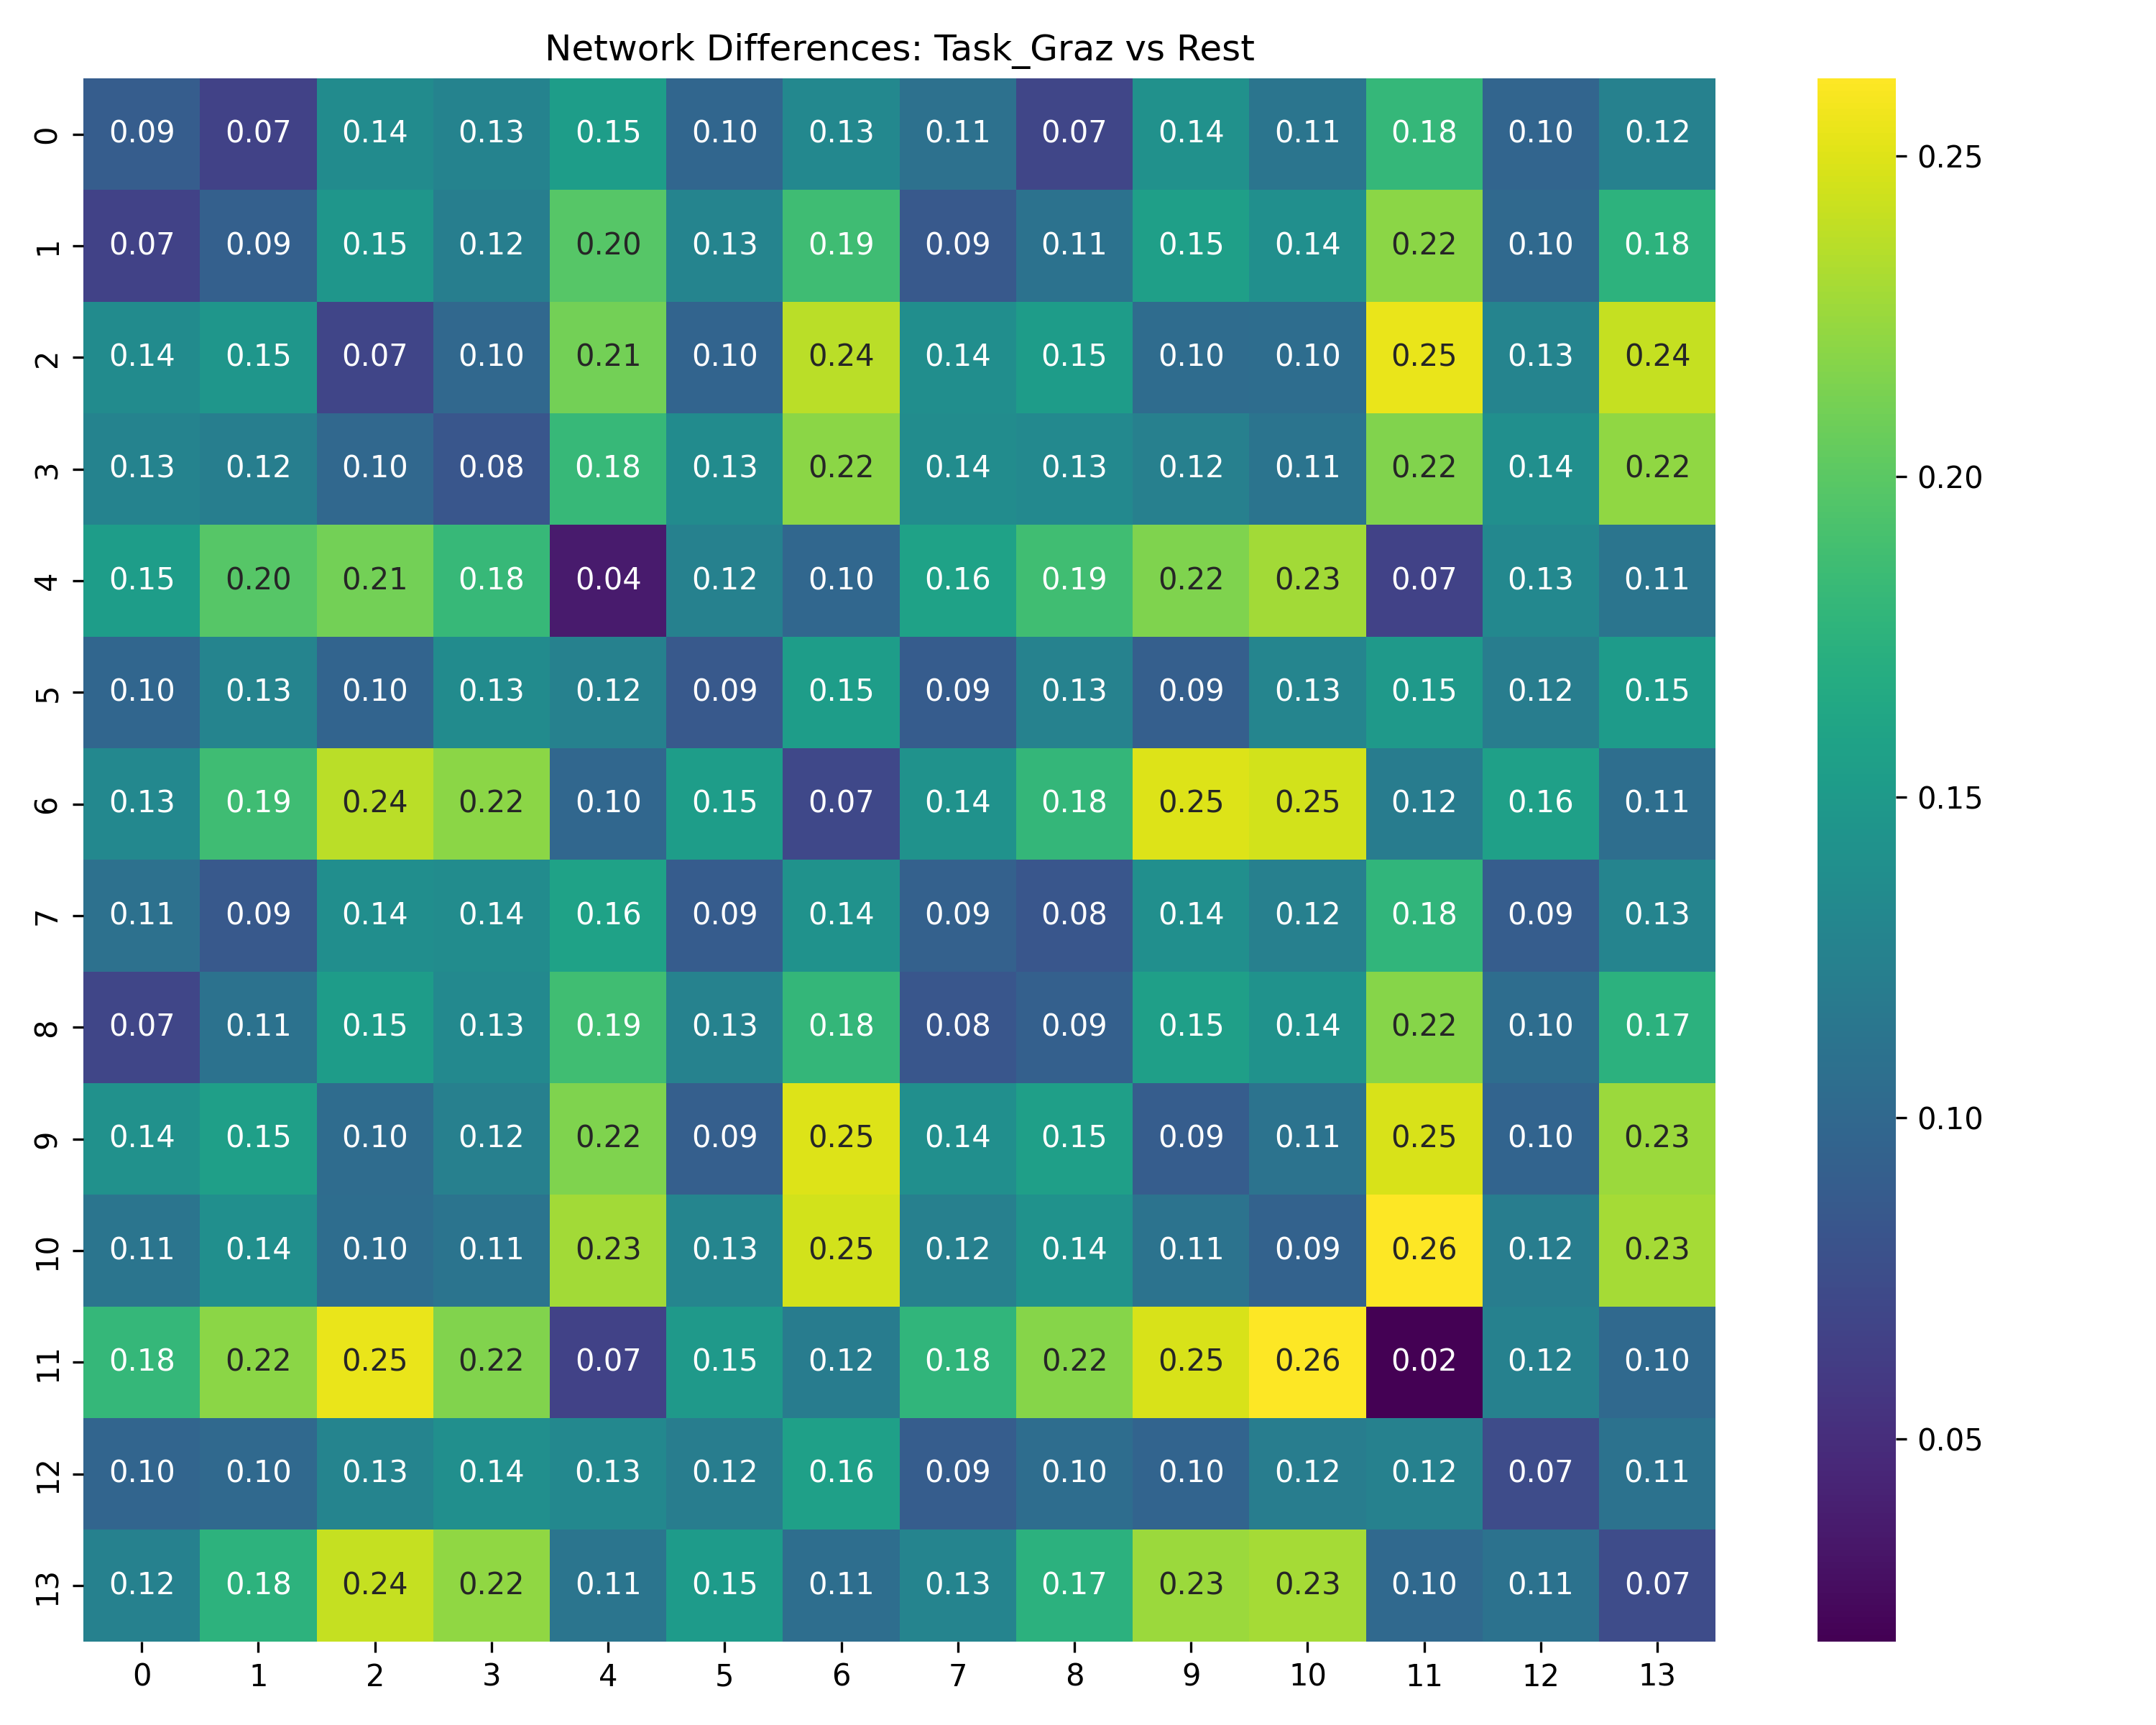 Network Differences: Task_Graz vs Rest
0 0.09 0.07 0.14 0.13 0.15 0.10 0.13 0.11 0.07 0.14 0.11 0.18 0.10 0.12
1 0.07 0.09 0.15 0.12 0.20 0.13 0.19 0.09 0.11 0.15 0.14 0.22 0.10 0.18
2 0.14 0.15 0.07 0.10 0.21 0.10 0.24 0.14 0.15 0.10 0.10 0.25 0.13 0.24
3 0.13 0.12 0.10 0.08 0.18 0.13 0.22 0.14 0.13 0.12 0.11 0.22 0.14 0.22
4 0.15 0.20 0.21 0.18 0.04 0.12 0.10 0.16 0.19 0.22 0.23 0.07 0.13 0.11
5 0.10 0.13 0.10 0.13 0.12 0.09 0.15 0.09 0.13 0.09 0.13 0.15 0.12 0.15
6 0.13 0.19 0.24 0.22 0.10 0.15 0.07 0.14 0.18 0.25 0.25 0.12 0.16 0.11
7 0.11 0.09 0.14 0.14 0.16 0.09 0.14 0.09 0.08 0.14 0.12 0.18 0.09 0.13
8 0.07 0.11 0.15 0.13 0.19 0.13 0.18 0.08 0.09 0.15 0.14 0.22 0.10 0.17
9 0.14 0.15 0.10 0.12 0.22 0.09 0.25 0.14 0.15 0.09 0.11 0.25 0.10 0.23
10 0.11 0.14 0.10 0.11 0.23 0.13 0.25 0.12 0.14 0.11 0.09 0.26 0.12 0.23
11 0.18 0.22 0.25 0.22 0.07 0.15 0.12 0.18 0.22 0.25 0.26 0.02 0.12 0.10
12 0.10 0.10 0.13 0.14 0.13 0.12 0.16 0.09 0.10 0.10 0.12 0.12 0.07 0.11
13 0.12 0.18 0.24 0.22 0.11 0.15 0.11 0.13 0.17 0.23 0.23 0.10 0.11 0.07
0 1 2 3 4 5 6 7 8 9 10 11 12 13
0.25
0.20
0.15
0.10
0.05